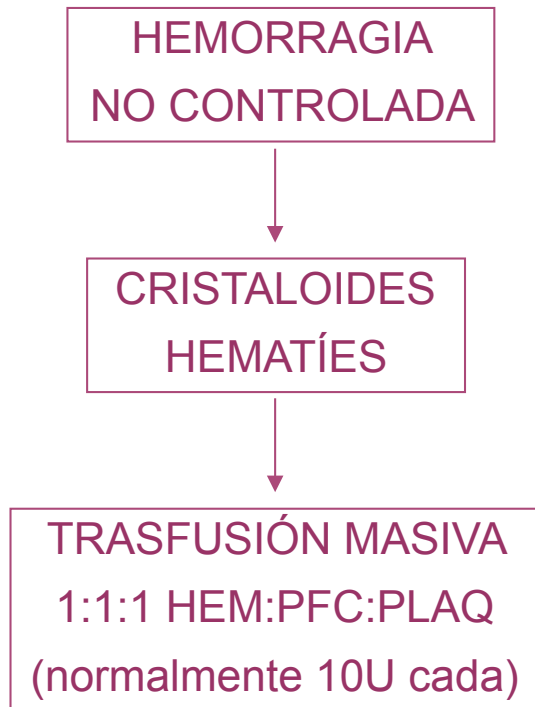 HEMORRAGIA
NO CONTROLADA
CRISTALOIDES
HEMATÍES
TRASFUSIÓN MASIVA
1:1:1 HEM:PFC:PLAQ
(normalmente 10U cada)